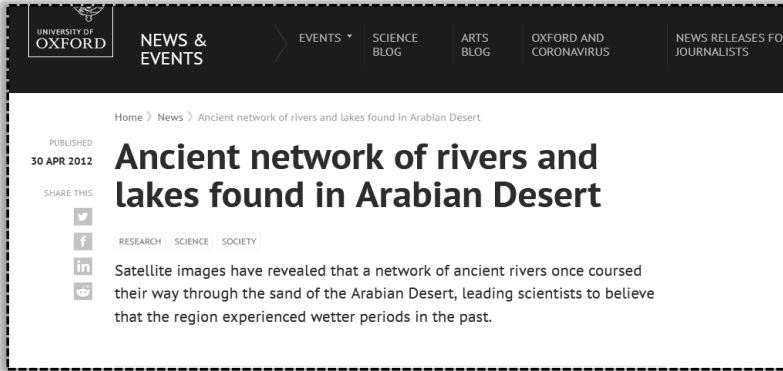 UNIVERSITY OF
OXFORD
NEWS &
EVENTS
EVENTS
SCIENCE
BLOG
ARTS
BLOG
OXFORD AND
CORONAVIRUS
NEWS RELEASES FO
JOURNALISTS
Home 》 News 》 Ancient network of rivers and lakes found in Arabian Desert
PUBLISHED
30 APR 2012
SHARE THIS
Ancient network of rivers and
lakes found in Arabian Desert
RESEARCH SCIENCE SOCIETY
Satellite images have revealed that a network of ancient rivers once coursed
their way through the sand of the Arabian Desert, leading scientists to believe
that the region experienced wetter periods in the past.